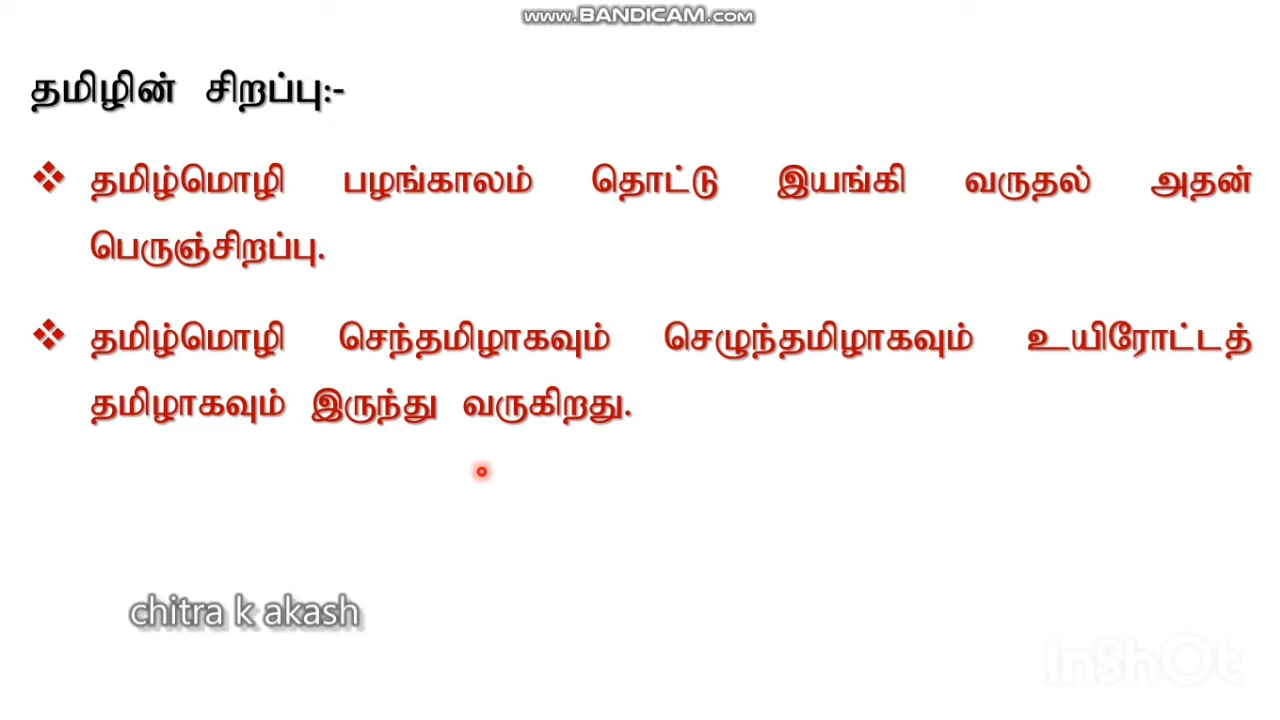 www.BANDICAM.com
தமிழின் சிறப்பு:-
❖ தமிழ்மொழி பழங்காலம் தொட்டு இயங்கி வருதல் அதன்
பெருஞ்சிறப்பு.
❖ தமிழ்மொழி செந்தமிழாகவும் செழுந்தமிழாகவும் உயிரோட்டத்
தமிழாகவும் இருந்து வருகிறது.
chitra k akash
InShOt